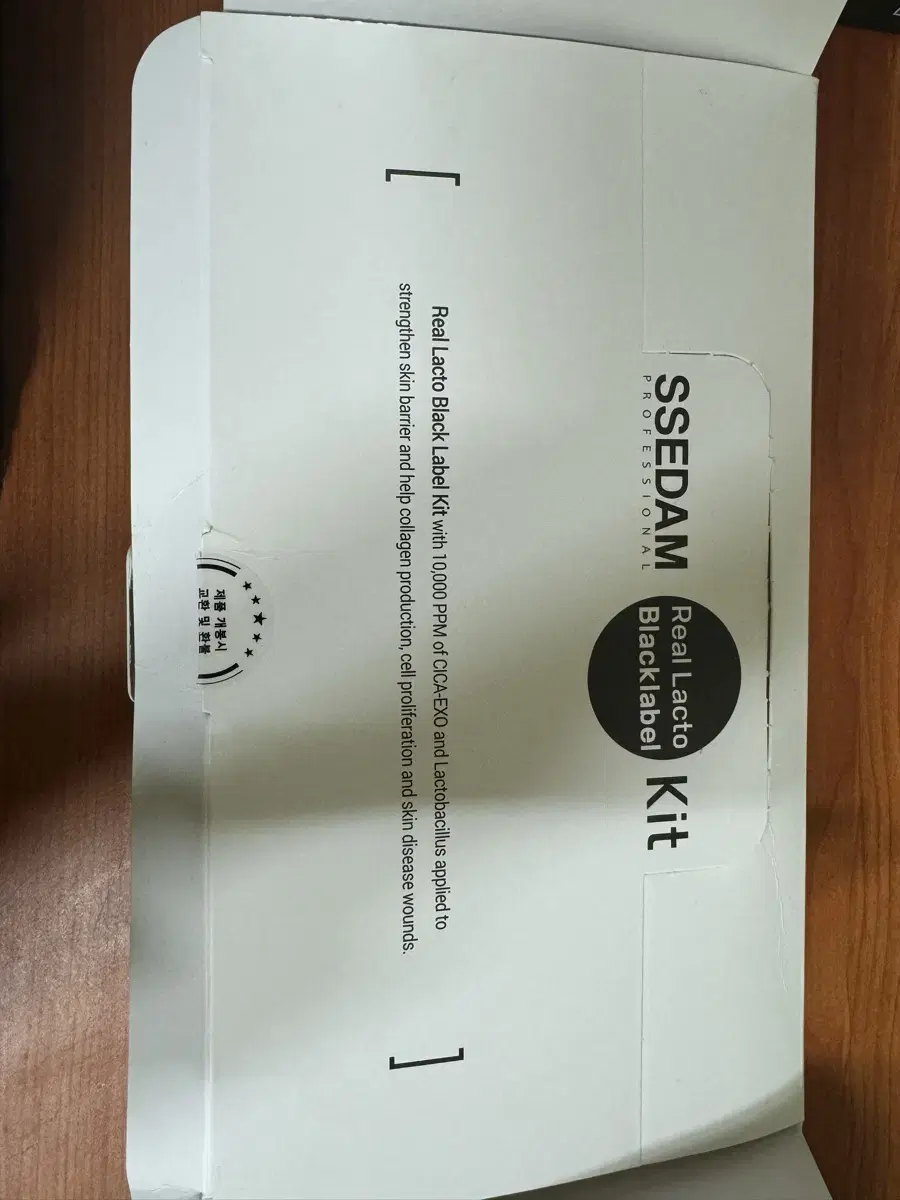 SSEDAM
PROFESSIONAL
Real Lacto
Blacklabel
Kit
Real Lacto Black Label Kit with 10,000 PPM of CICA-EXO and Lactobacillus applied to
strengthen skin barrier and help collagen production, cell proliferation and skin disease wounds.
제품 개봉시
교환 및 환불